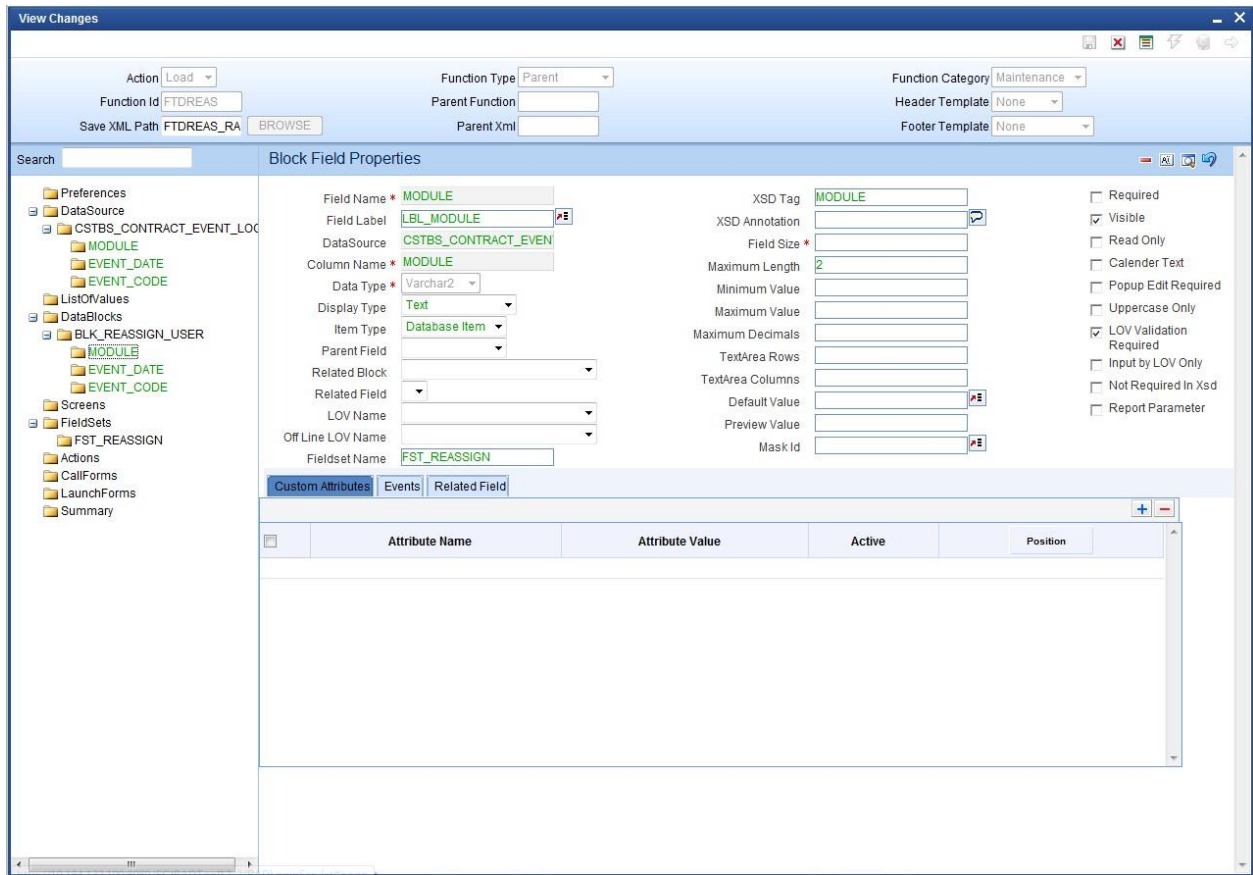 View Changes
Action Load Function Type Parent Function Category Maintenance
Function Id FTDREAS Parent Function Header Template None
Save XML Path FTDREAS_RA BROWSE Parent Xml Footer Template None
Search Block Field Properties
Preferences
DataSource
CSTBS_CONTRACT_EVENT_LOG
MODULE
EVENT_DATE
EVENT_CODE
ListOfValues
DataBlocks
BLK_REASSIGN_USER
MODULE
EVENT_DATE
EVENT_CODE
Screens
FieldSets
FST_REASSIGN
Actions
CallForms
LaunchForms
Summary
Field Name * MODULE
Field Label LBL_MODULE
DataSource CSTBS_CONTRACT_EVEN
Column Name * MODULE
Data Type * Varchar2
Display Type Text
Item Type Database Item
Parent Field
Related Block
Related Field
LOV Name
Off Line LOV Name
Fieldset Name FST_REASSIGN
XSD Tag MODULE
XSD Annotation
Field Size *
Maximum Length 2
Minimum Value
Maximum Value
Maximum Decimals
TextArea Rows
TextArea Columns
Default Value
Preview Value
Mask Id
Required
Visible
Read Only
Calender Text
Popup Edit Required
Uppercase Only
LOV Validation
Required
Input by LOV Only
Not Required In Xsd
Report Parameter
Custom Attributes Events Related Field
Attribute Name Attribute Value Active Position